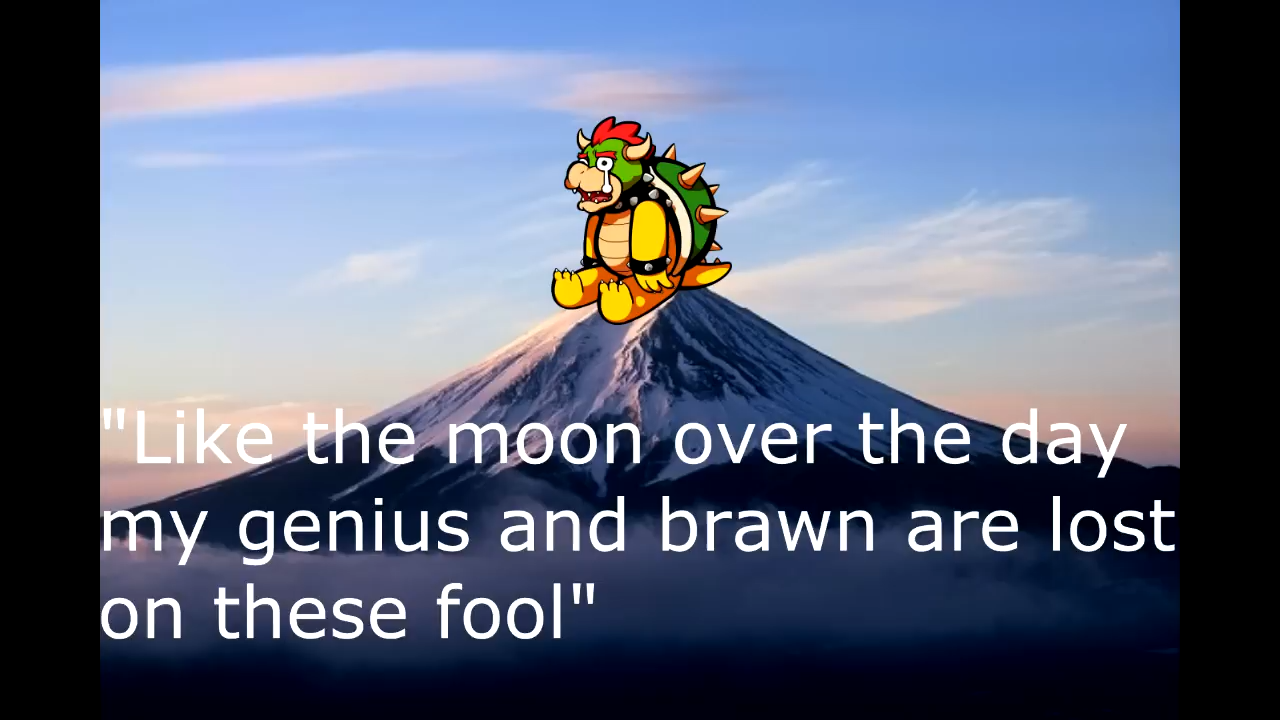 "Like the moon over the day
my genius and brawn are lost
on these fool"